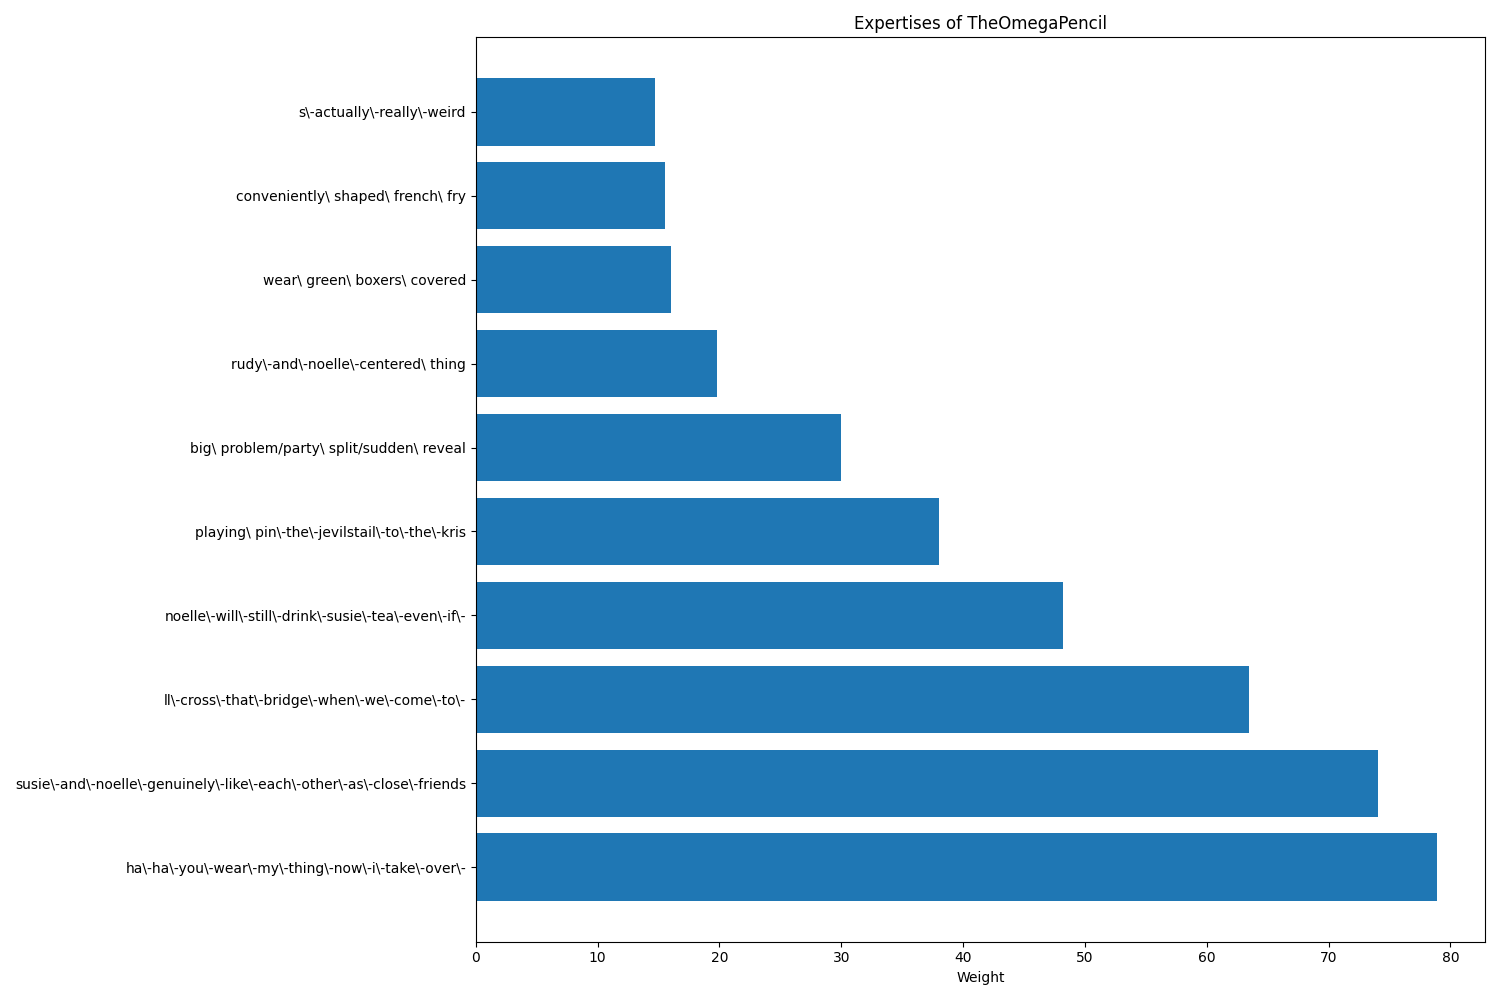 Expertises of TheOmegaPencil
s\-actually\-really\-weird
conveniently\ shaped\ french\ fry
wear\ green\ boxers\ covered
rudy\-and\-noelle\-centered\ thing
big\ problem/party\ split/sudden\ reveal
playing\ pin\-the\-jevilstail\-to\-the\-kris
noelle\-will\-still\-drink\-susie\-tea\-even\-if\-
ll\-cross\-that\-bridge\-when\-we\-come\-to\-
susie\-and\-noelle\-genuinely\-like\-each\-other\-as\-close\-friends
ha\-ha\-you\-wear\-my\-thing\-now\-i\-take\-over\-
0 10 20 30 40 50 60 70 80
Weight